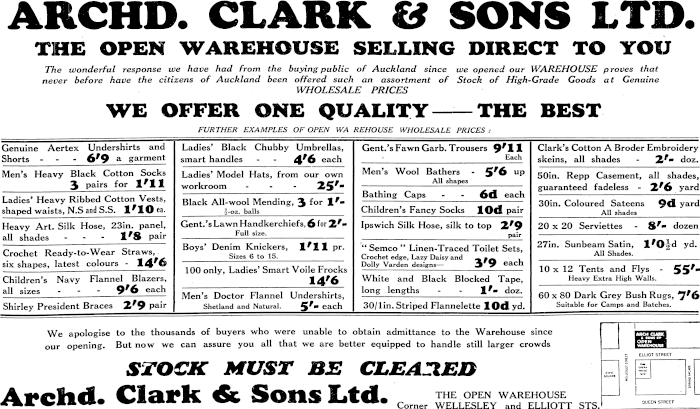 ARCHD. CLARK & SONS LTD.
THE OPEN WAREHOUSE SELLING DIRECT TO YOU
The wonderful response we have had from the buying public of Auckland since we opened our WAREHOUSE proves that
never before have the citizens of Auckland been offered such an assortment of Stock of High-Grade Goods at Genuine
WHOLESALE PRICES
WE OFFER ONE QUALITY — THE BEST
FURTHER EXAMPLES OF OPEN WA REHOUSE WHOLESALE PRICES :
Genuine Aertex Undershirts and
Shorts - - 6'9 a garment
Men's Heavy Black Cotton Socks
3 pairs for 1'11
Ladies' Heavy Ribbed Cotton Vests,
shaped waists, N.S and S.S. 1'10 ea.
Heavy Art. Silk Hose, 23in. panel,
all shades - - - 1'8 pair
Crochet Ready-to-Wear Straws,
six shapes, latest colours - 14'6
Children's Navy Flannel Blazers,
all sizes - - - 9'6 each
Shirley President Braces 2'9 pair
Ladies' Black Chubby Umbrellas,
smart handles - - 4'6 each
Ladies' Model Hats, from our own
workroom - - - - 25'-
Black All-wool Mending, 3 for 1'-
½-oz. balls
Gent.'s Lawn Handkerchiefs, 6 for 2'-
Full size.
Boys' Denim Knickers, 1'11 pr.
Sizes 6 to 15.
100 only, Ladies' Smart Voile Frocks
14'6
Men's Doctor Flannel Undershirts,
Shetland and Natural. 5'- each
Gent.'s Fawn Garb. Trousers 9'11
Each
Men's Wool Bathers - 5'6 up
All shapes
Bathing Caps - - 6d each
Children's Fancy Socks 10d pair
Ipswich Silk Hose, silk to top 2'9
pair
"Semco" Linen-Traced Toilet Sets,
Crochet edge, Lazy Daisy and
Dolly Varden designs— 3'9 each
White and Black Blocked Tape,
long lengths - - - 1'- doz.
30/1in. Striped Flannelette 10d yd.
Clark's Cotton A Broder Embroidery
skeins, all shades - 2'- doz.
50in. Repp Casement, all shades,
guaranteed fadeless - 2'6 yard
30in. Coloured Sateens 9d yard
All shades
20 x 20 Serviettes - 8'- dozen
27in. Sunbeam Satin, 1'0½d yd.
All Shades.
10 x 12 Tents and Flys - 55'-
Heavy Extra High Walls.
60 x 80 Dark Grey Bush Rugs, 7'6
Suitable for Camps and Batches.
We apologise to the thousands of buyers who were unable to obtain admittance to the Warehouse since
our opening. But now we can assure you all that we are better equipped to handle still larger crowds
STOCK MUST BE CLEARED
Archd. Clark & Sons Ltd.
THE OPEN WAREHOUSE
Corner WELLESLEY and ELLIOTT STS.
ARCH CLARK
& SONS LTD
OPEN
WAREHOUSE
ELLIOT STREET
WELLESLEY STREET
QUEEN STREET